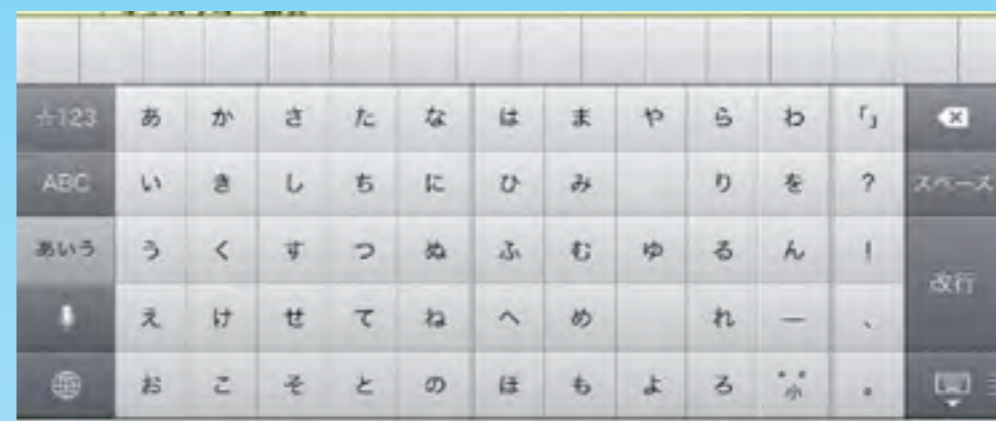 ☆123 あ か さ た な は ま や ら わ 「」
ABC い き し ち に ひ み り を ? スペース
あいう う く す つ ぬ ふ む ゆ る ん !
改行
え け せ て ね へ め れ ー 、
お こ そ と の ほ も よ ろ ゛゜小 。